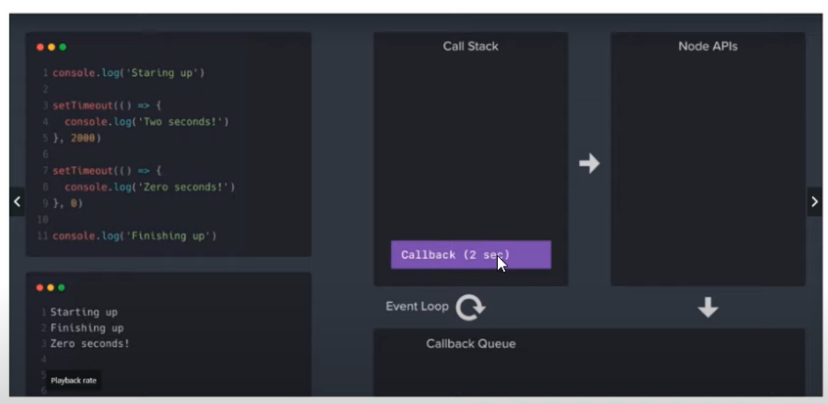 Call Stack
Node APIs
1 console.log('Staring up')
2
3 setTimeout(() => {
4 console.log('Two seconds!')
5 }, 2000)
6
7 setTimeout(() => {
8 console.log('Zero seconds!')
9 }, 0)
10
11 console.log('Finishing up')
Callback (2 sec)
Event Loop
Callback Queue
1 Starting up
2 Finishing up
3 Zero seconds!
4
5
Playback rate
6